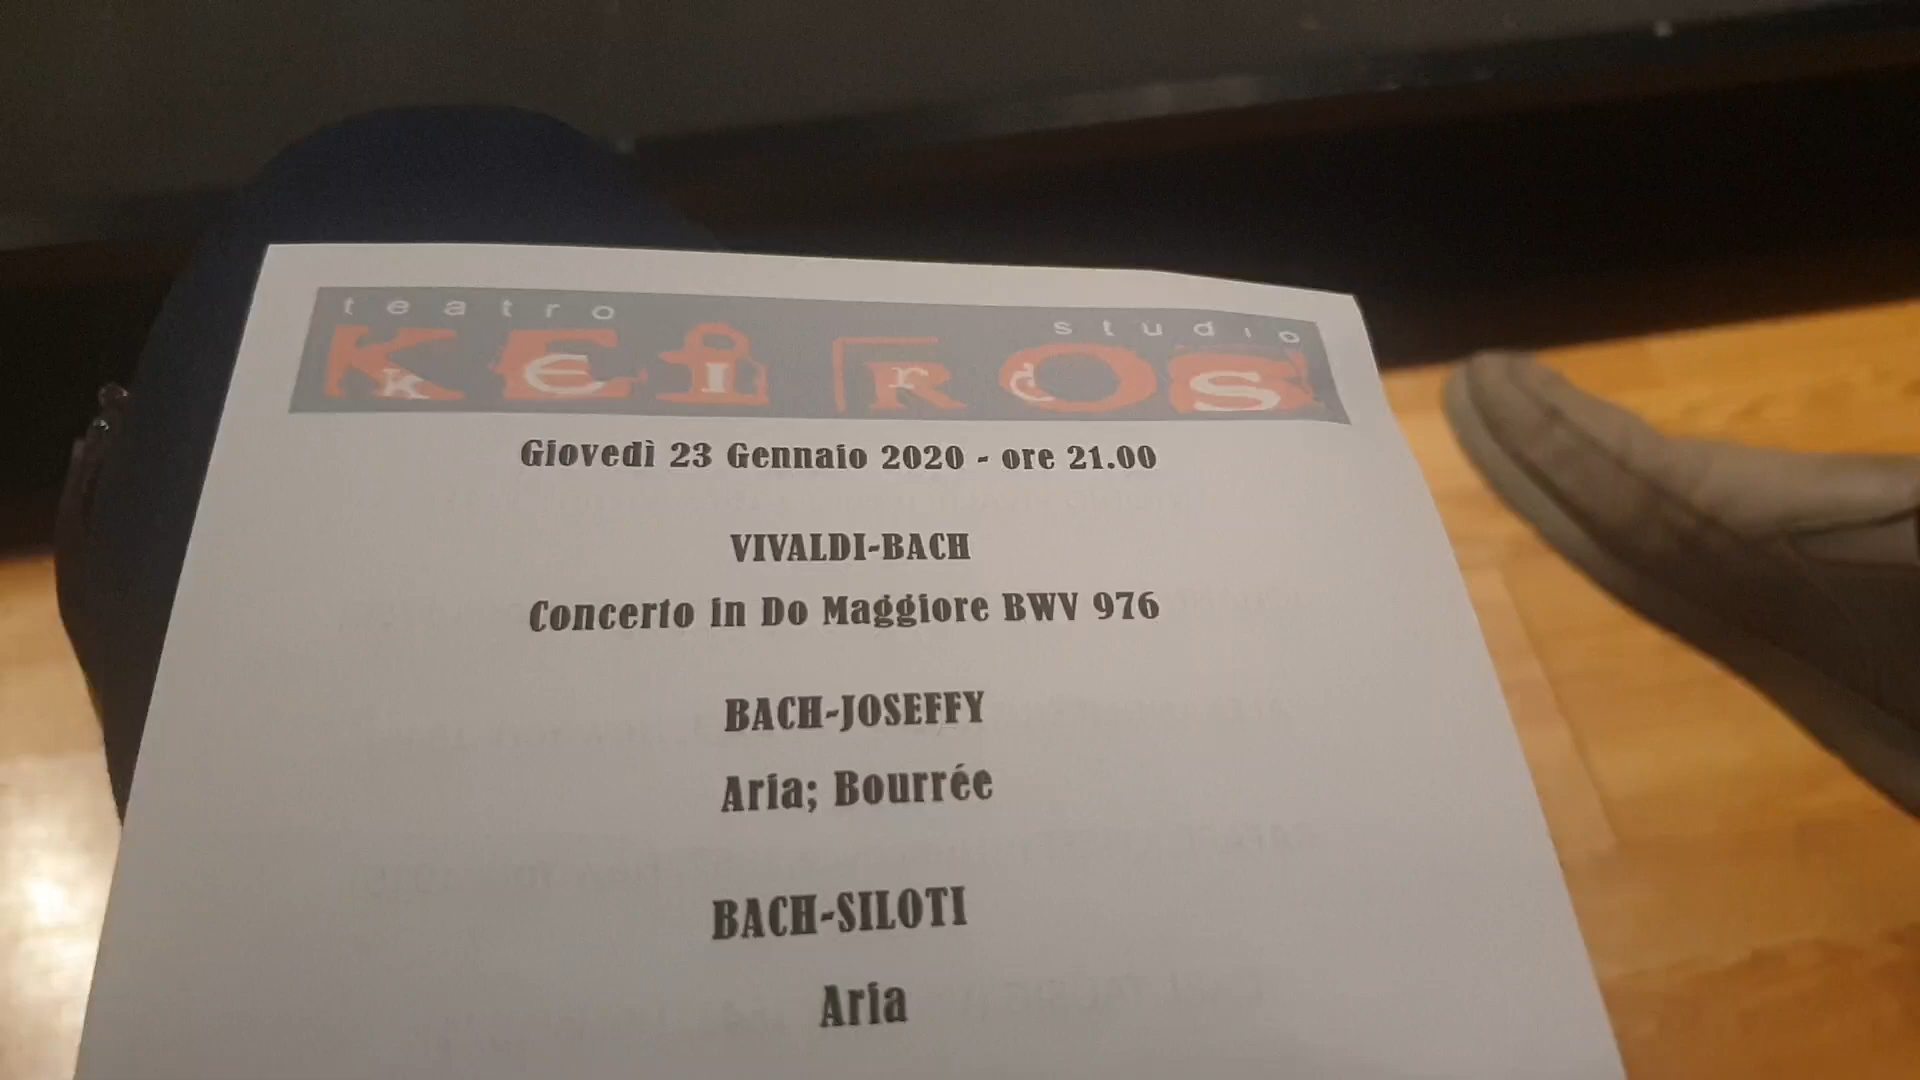 teatro studio
KEIROS
KEIROS
Giovedì 23 Gennaio 2020 - ore 21.00
VIVALDI-BACH
Concerto in Do Maggiore BWV 976
BACH-JOSEFFY
Aria; Bourrée
BACH-SILOTI
Aria